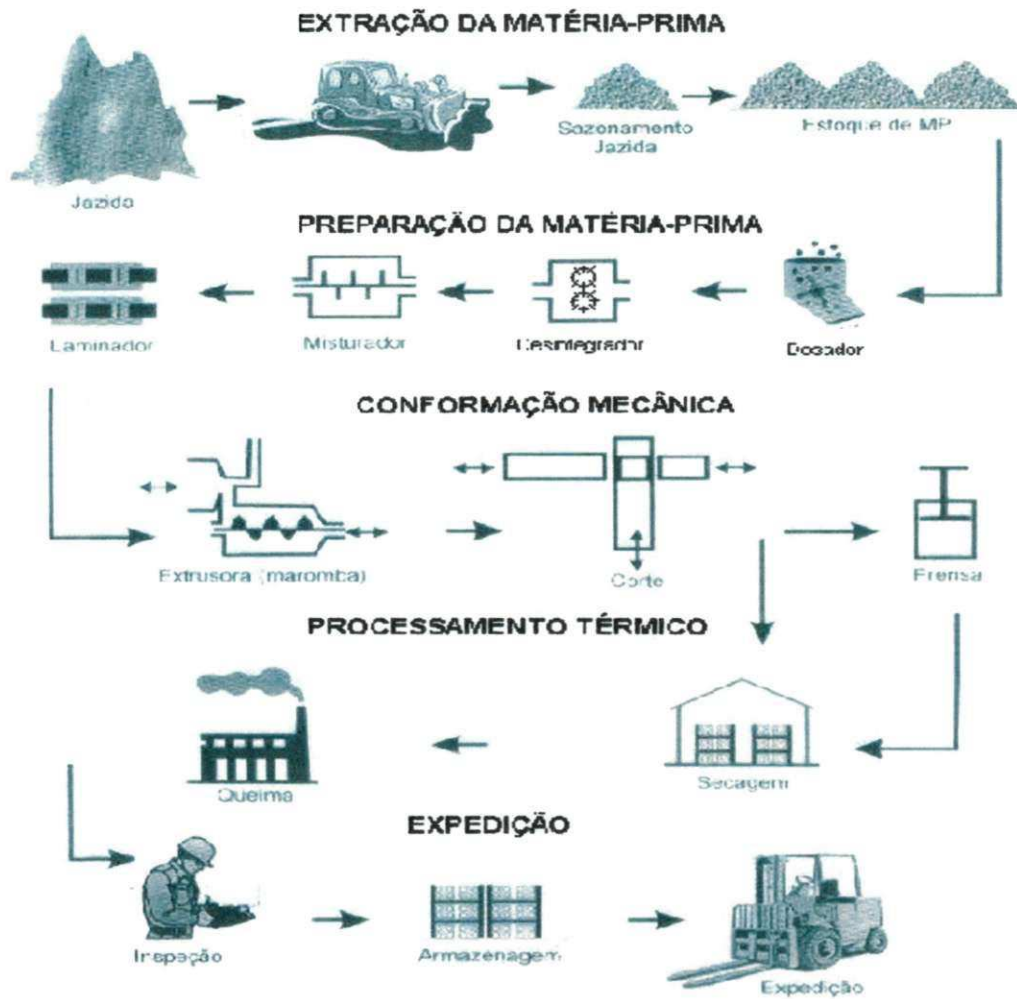 EXTRAÇÃO DA MATÉRIA-PRIMA
Jazida
Sazonamento
Jazida
Estoque de MP
PREPARAÇÃO DA MATÉRIA-PRIMA
Laminador
Misturador
Desintegrador
Dosador
CONFORMAÇÃO MECÂNICA
Extrusora (maromba)
Corte
Prensa
PROCESSAMENTO TÉRMICO
Queima
Secagem
EXPEDIÇÃO
Inspeção
Armazenagem
Expedição